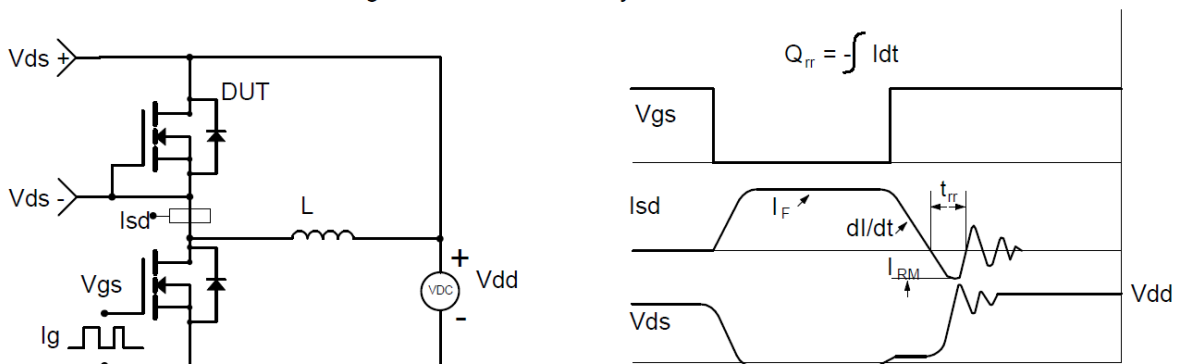 Vds +
DUT
Vds -
Isd
L
Vgs
Ig
+
VDC
-
Vdd
Qrr = -∫ Idt
Vgs
Isd
IF
dI/dt
trr
IRM
Vds
Vdd